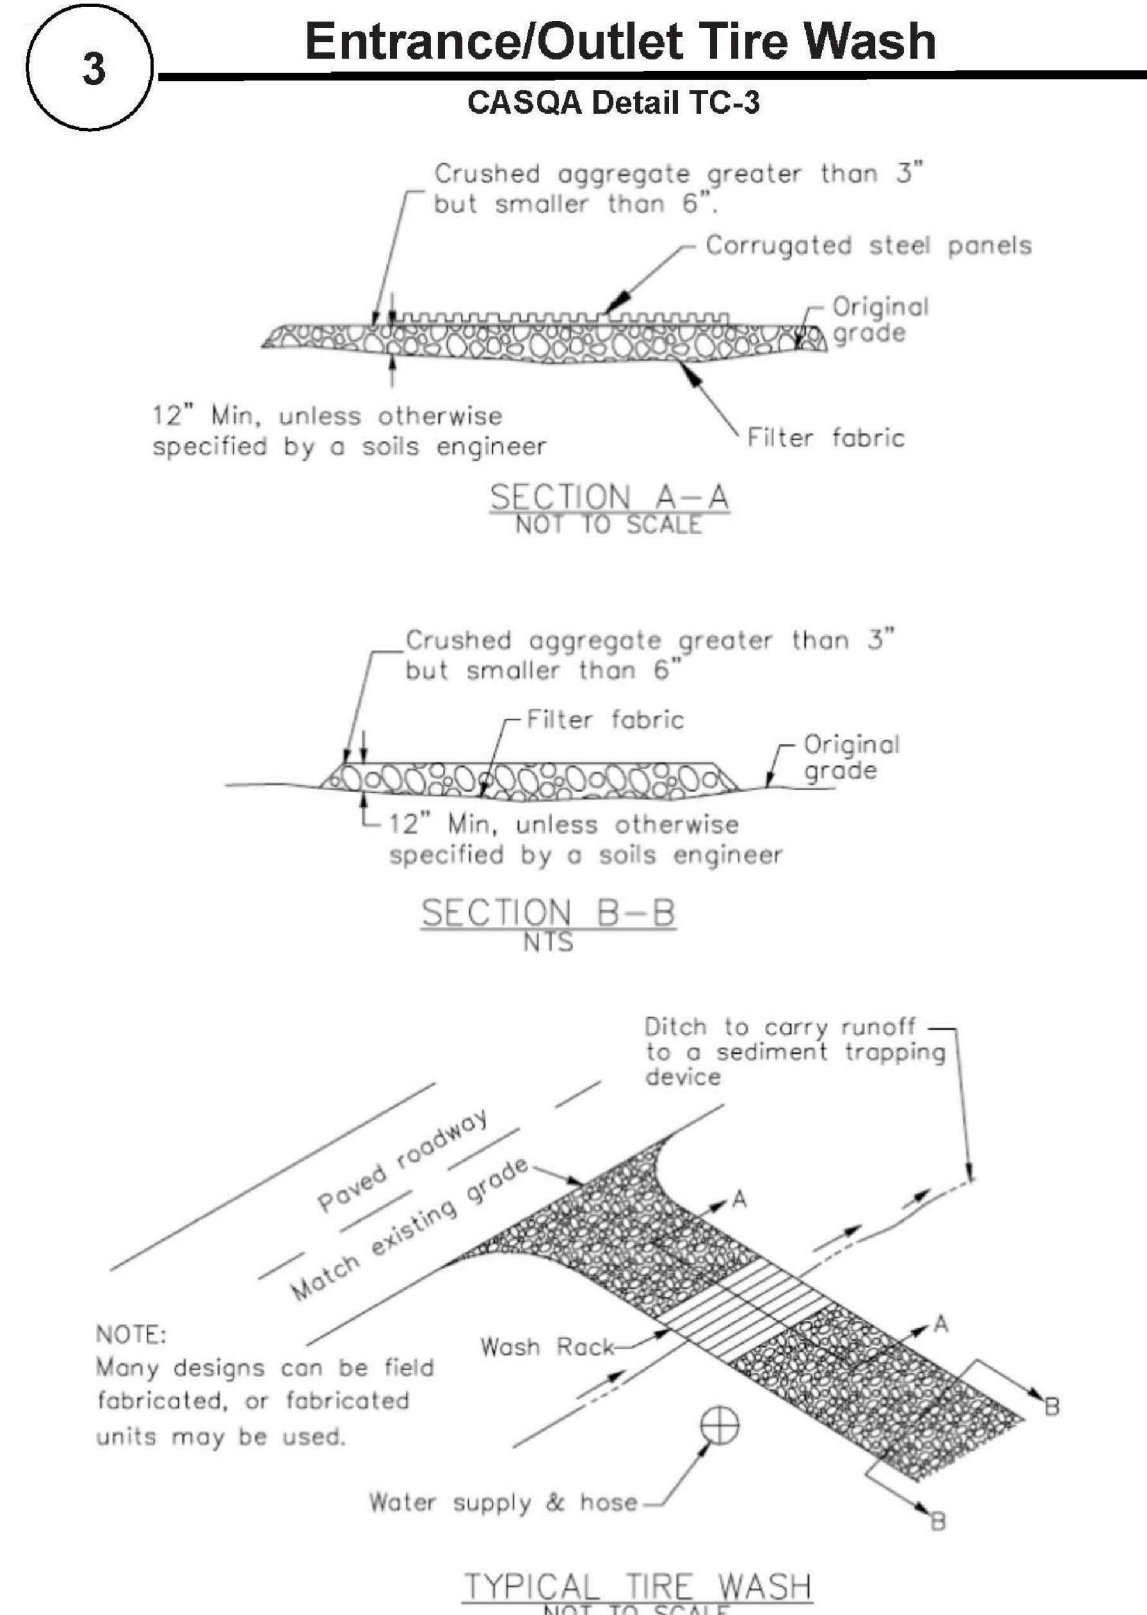 3
Entrance/Outlet Tire Wash
CASQA Detail TC-3
Crushed aggregate greater than 3"
but smaller than 6".
Corrugated steel panels
Original
grade
12" Min, unless otherwise
specified by a soils engineer
Filter fabric
SECTION A-A
NOT TO SCALE
Crushed aggregate greater than 3"
but smaller than 6"
Filter fabric
Original
grade
12" Min, unless otherwise
specified by a soils engineer
SECTION B-B
NTS
Ditch to carry runoff
to a sediment trapping
device
Paved roadway
Match existing grade
A
A
B
B
NOTE:
Many designs can be field
fabricated, or fabricated
units may be used.
Wash Rack
Water supply & hose
TYPICAL TIRE WASH
NOT TO SCALE